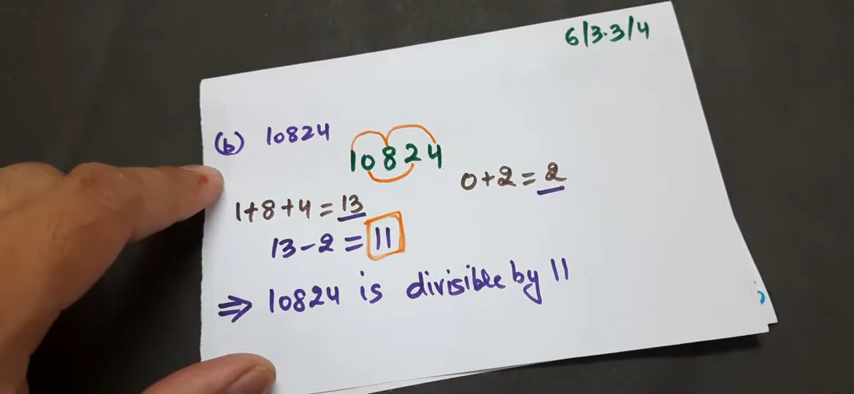 6/3.3/4
(b) 10824
10824
1+8+4=13
0+2=2
13-2=11
⇒ 10824 is divisible by 11